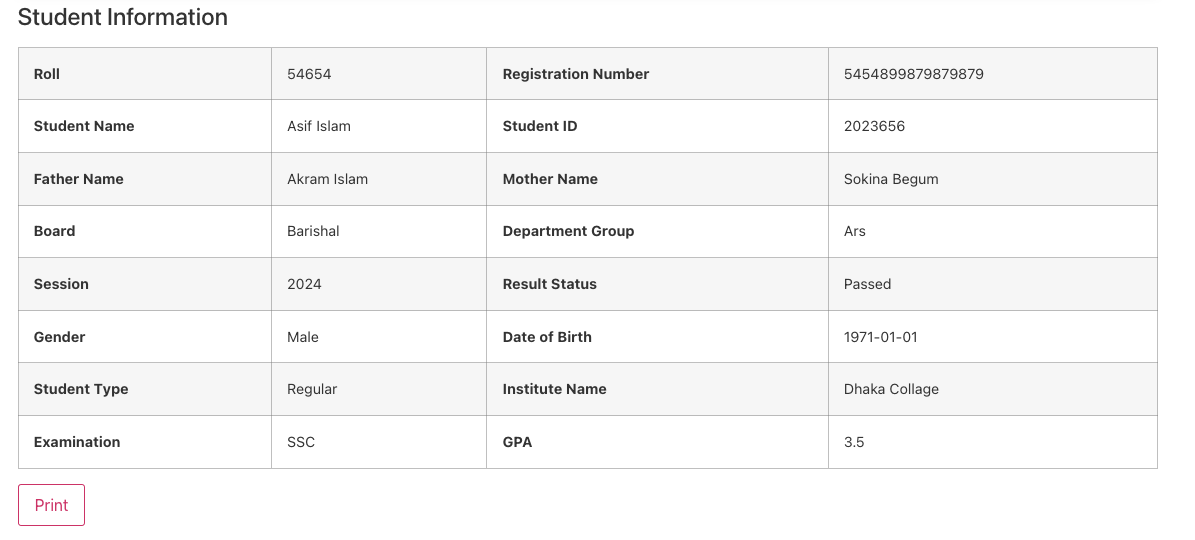 Student Information
Roll 54654 Registration Number 5454899879879879
Student Name Asif Islam Student ID 2023656
Father Name Akram Islam Mother Name Sokina Begum
Board Barishal Department Group Ars
Session 2024 Result Status Passed
Gender Male Date of Birth 1971-01-01
Student Type Regular Institute Name Dhaka Collage
Examination SSC GPA 3.5
Print